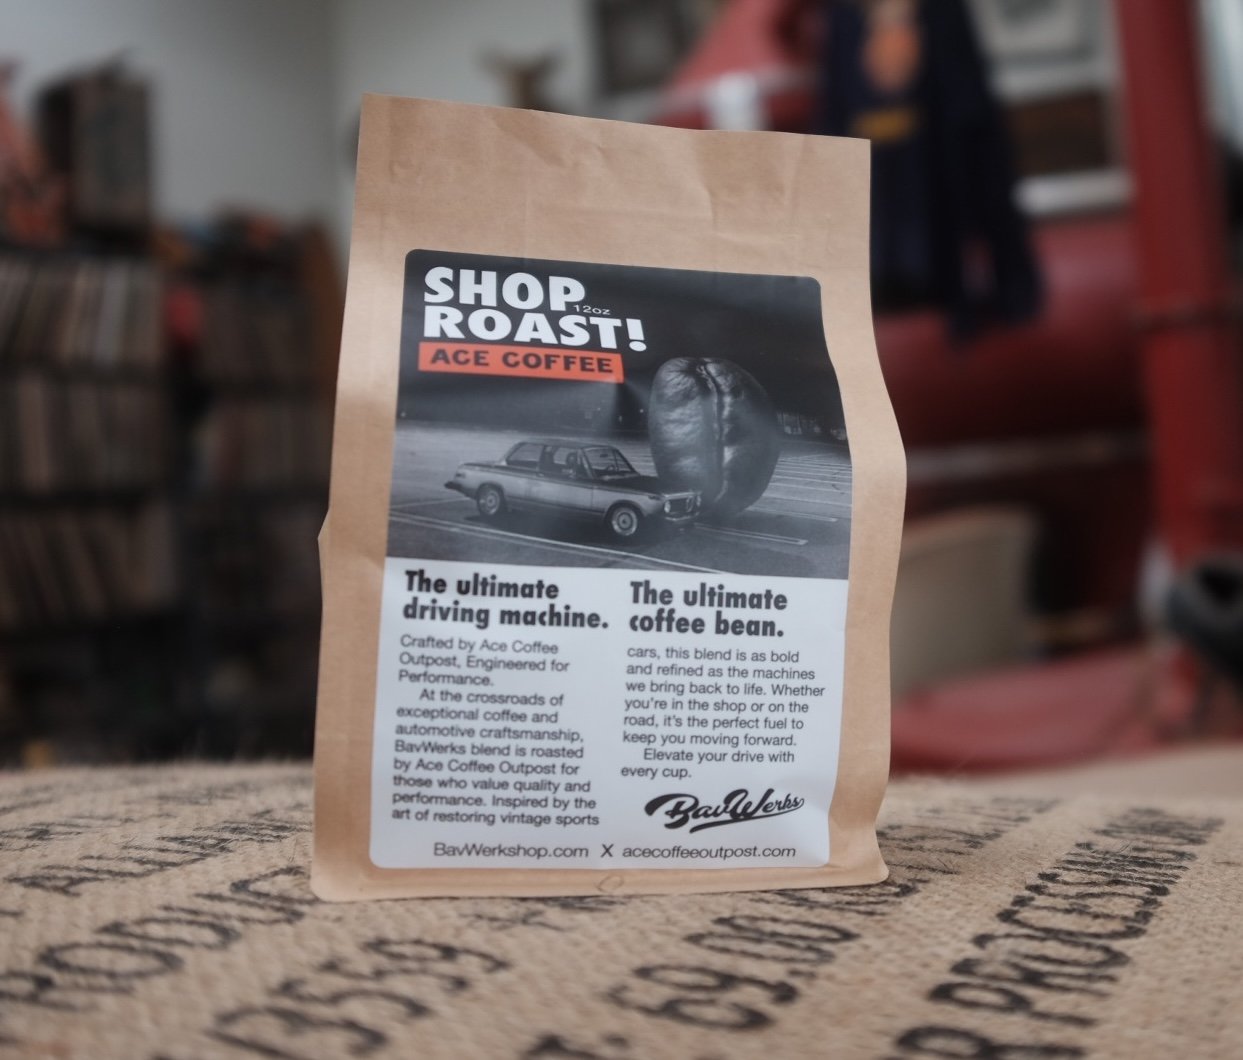 SHOP
12oz
ROAST!
ACE COFFEE
The ultimate
driving machine.
Crafted by Ace Coffee
Outpost, Engineered for
Performance.
At the crossroads of
exceptional coffee and
automotive craftsmanship,
BavWerks blend is roasted
by Ace Coffee Outpost for
those who value quality and
performance. Inspired by the
art of restoring vintage sports
The ultimate
coffee bean.
cars, this blend is as bold
and refined as the machines
we bring back to life. Whether
you're in the shop or on the
road, it's the perfect fuel to
keep you moving forward.
Elevate your drive with
every cup.
BavWerks
BavWerkshop.com X acecoffeeoutpost.com
69.00